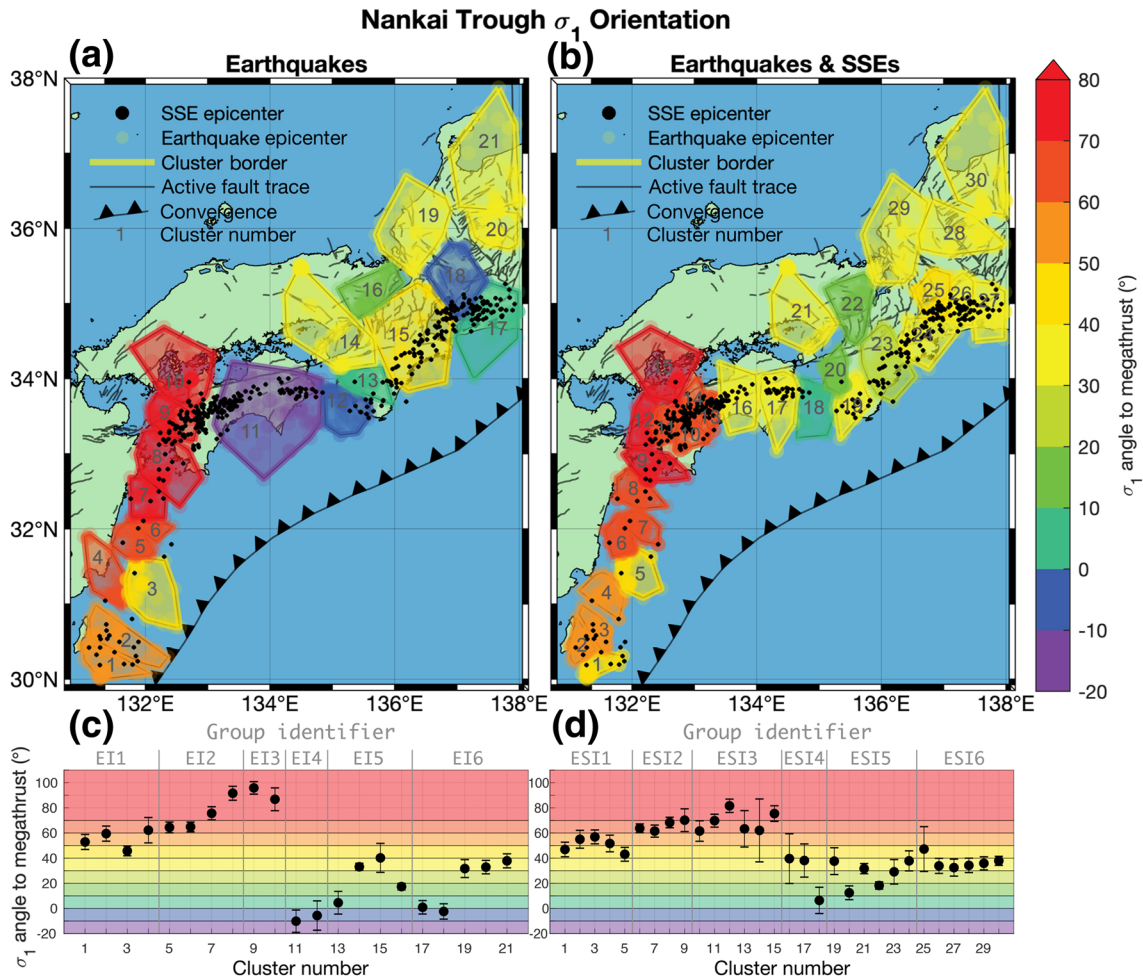 Nankai Trough σ1 Orientation
(a)
Earthquakes
(b)
Earthquakes & SSEs
38°N
36°N
34°N
32°N
30°N
SSE epicenter
Earthquake epicenter
Cluster border
Active fault trace
Convergence
1 Cluster number
21
19
20
18
16
17
15
14
13
12
10
9
11
8
7
6
5
4
3
2
1
132°E
134°E
136°E
138°E
SSE epicenter
Earthquake epicenter
Cluster border
Active fault trace
Convergence
1 Cluster number
30
29
28
25
26
27
22
21
23
24
20
19
18
17
16
12
10
9
8
7
6
5
4
3
2
1
132°E
134°E
136°E
138°E
80
70
60
50
40
30
20
10
0
-10
-20
σ1 angle to megathrust (°)
(c)
Group identifier
EI1 EI2 EI3 EI4 EI5 EI6
σ1 angle to megathrust (°)
100
80
60
40
20
0
-20
1 3 5 7 9 11 13 15 17 19 21
Cluster number
(d)
Group identifier
ESI1 ESI2 ESI3 ESI4 ESI5 ESI6
100
80
60
40
20
0
-20
1 3 5 7 9 11 13 15 17 19 21 23 25 27 29
Cluster number